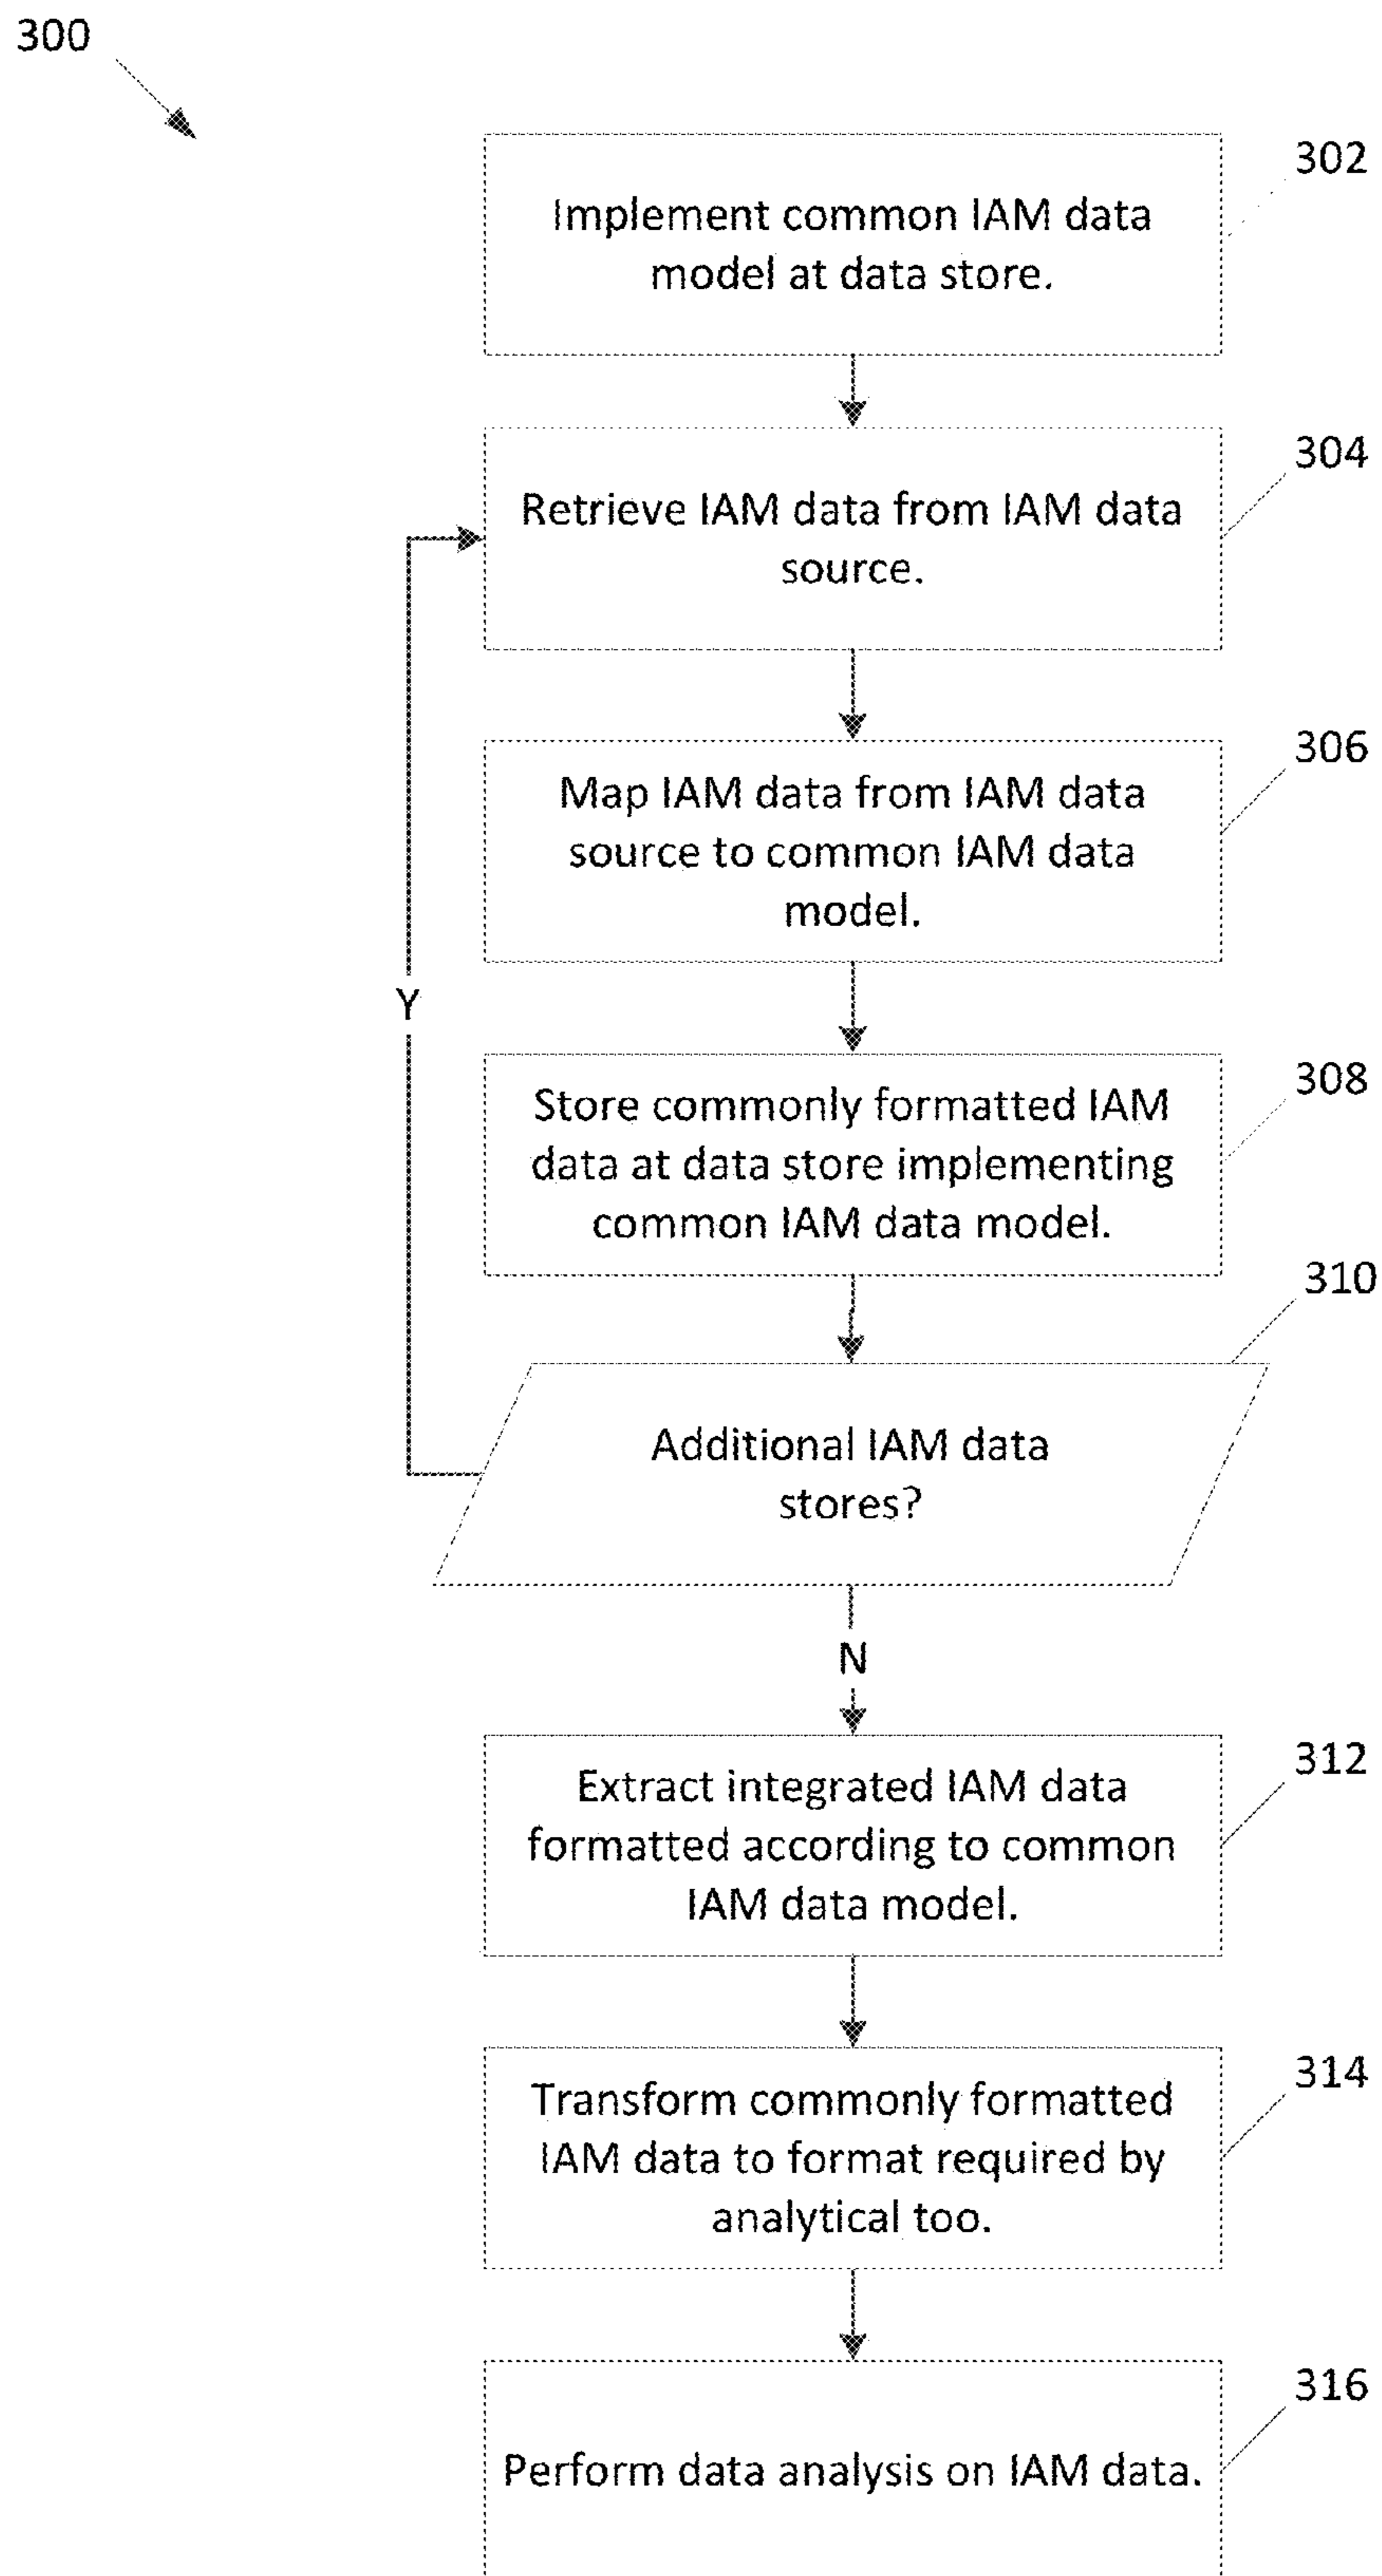 300
302
Implement common IAM data
model at data store.
304
Retrieve IAM data from IAM data
source.
306
Map IAM data from IAM data
source to common IAM data
model.
Y
308
Store commonly formatted IAM
data at data store implementing
common IAM data model.
310
Additional IAM data
stores?
N
312
Extract integrated IAM data
formatted according to common
IAM data model.
314
Transform commonly formatted
IAM data to format required by
analytical too.
316
Perform data analysis on IAM data.